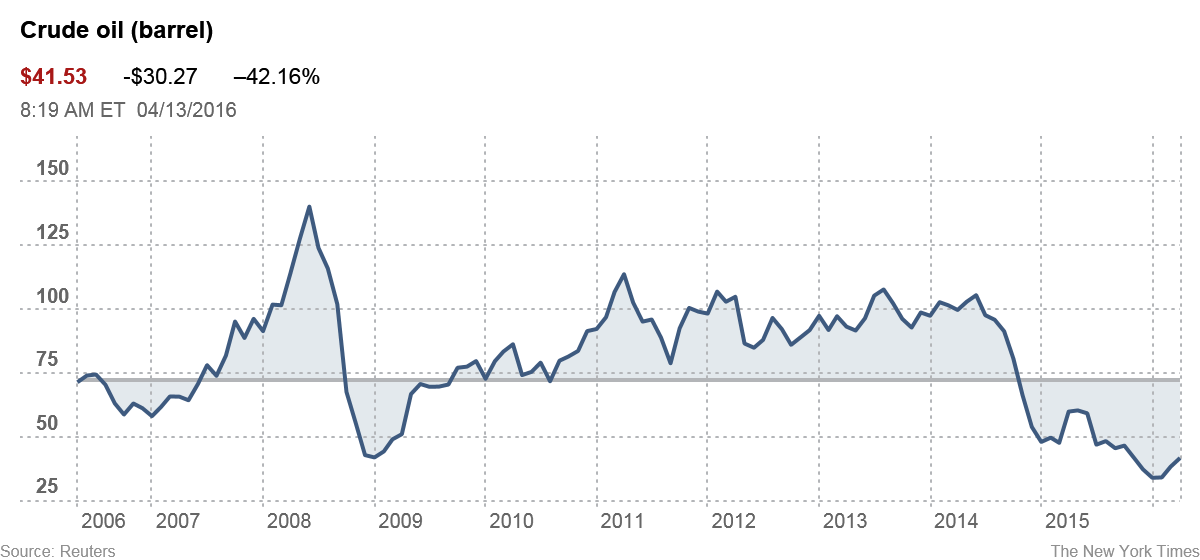 Crude oil (barrel)
$41.53 -$30.27 –42.16%
8:19 AM ET 04/13/2016
150
125
100
75
50
25
2006 2007 2008 2009 2010 2011 2012 2013 2014 2015
Source: Reuters The New York Times